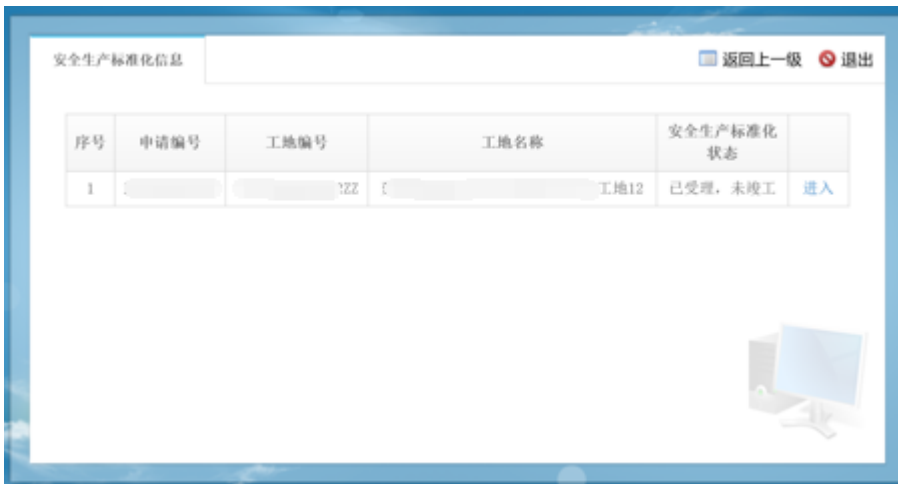 安全生产标准化信息
返回上一级 退出
序号 申请编号 工地编号 工地名称 安全生产标准化
状态
1 工地12 已受理，未竣工 进入